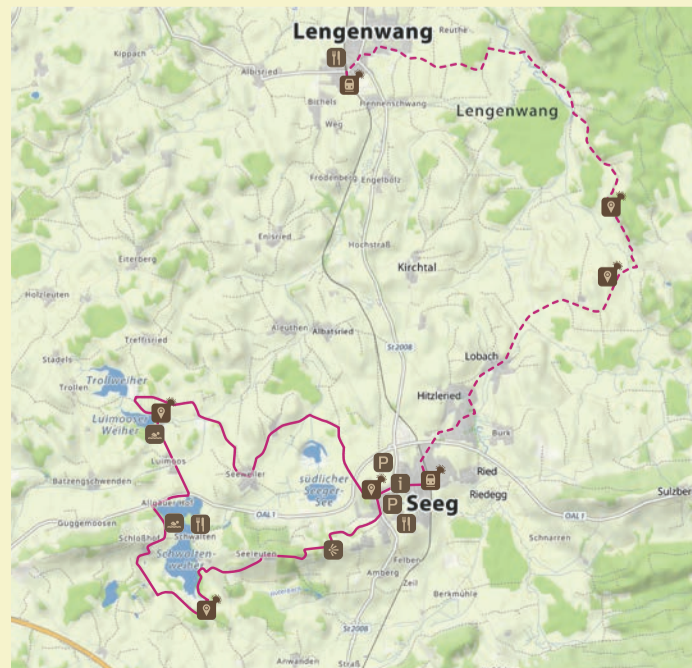 Lengenwang
Reuthe
Kippach
Albisried
Bichels
Hennenschwang
Weg
Lengenwang
Frodenberg
Engelbolz
Enisried
Hochstraß
Kirchtal
Eiterberg
Holzleuten
Aleuthen
Albatsried
Treffisried
St2008
Stadels
Lobach
Trollweiher
Trollen
Hitzleried
Luimooser
Weiher
Burk
Luimoos
Seeweiler
südlicher
Seeger-
See
P
Ried
Batzengschwenden
i
Riedegg
Sulzber
Allgäuer Hof
P
Seeg
OAL1
OAL1
Guggemoosen
Schwalten
Schloßhof
Schnarren
Schwalten-
weiher
Seeleuten
Felben
Amberg
Zeil
Berkmühle
St2008
Anwanden
Straß